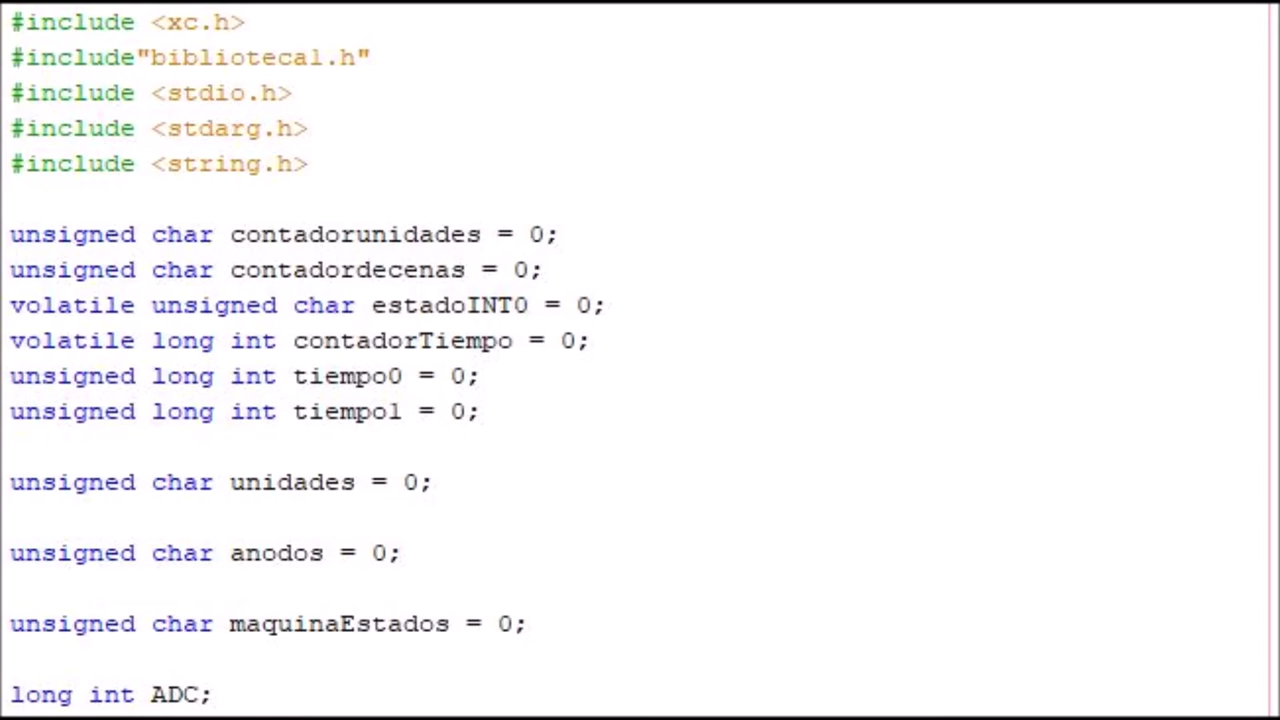 #include <xc.h>
#include"biblioteca1.h"
#include <stdio.h>
#include <stdarg.h>
#include <string.h>
unsigned char contadorunidades = 0;
unsigned char contadordecenas = 0;
volatile unsigned char estadoINT0 = 0;
volatile long int contadorTiempo = 0;
unsigned long int tiempo0 = 0;
unsigned long int tiempo1 = 0;
unsigned char unidades = 0;
unsigned char anodos = 0;
unsigned char maquinaEstados = 0;
long int ADC;